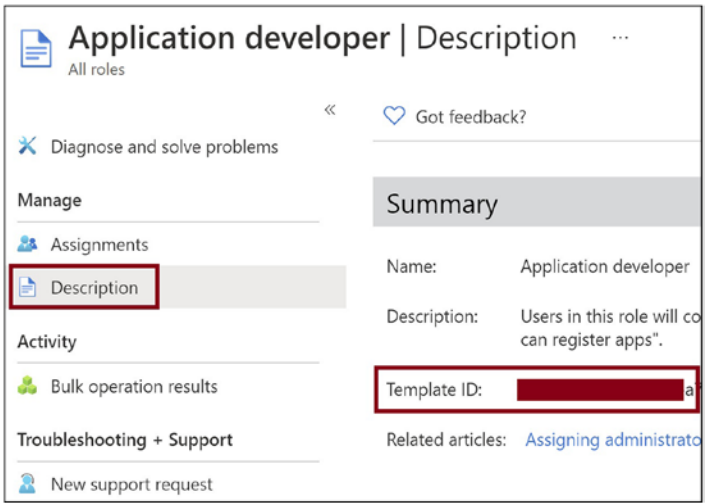 Application developer | Description ...
All roles
«
Diagnose and solve problems
Manage
Assignments
Description
Activity
Bulk operation results
Troubleshooting + Support
New support request
Got feedback?
Summary
Name: Application developer
Description: Users in this role will co
can register apps".
Template ID:
Related articles: Assigning administrato